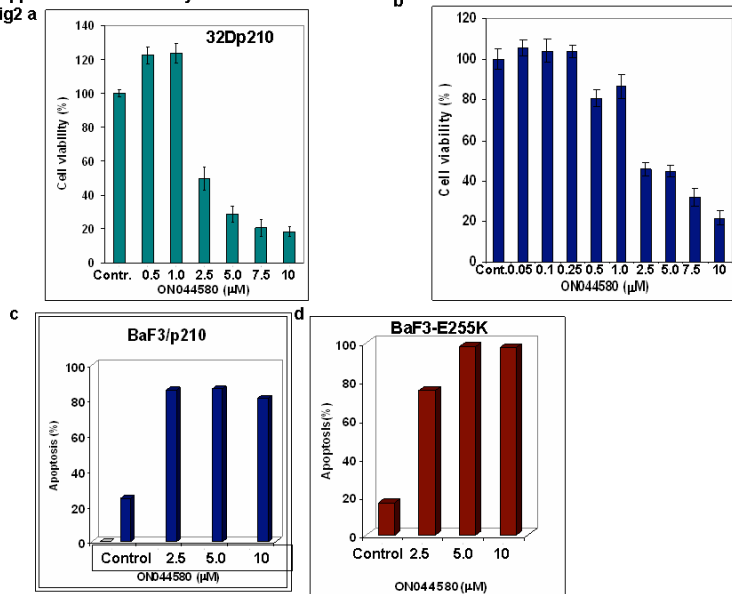 ig2 a
32Dp210
Cell viability (%)
140
120
100
80
60
40
20
0
Contr. 0.5 1.0 2.5 5.0 7.5 10
ON044580 (µM)
b
Cell viability (%)
120
100
80
60
40
20
0
Cont. 0.05 0.1 0.25 0.5 1.0 2.5 5.0 7.5 10
ON044580 (µM)
c
BaF3/p210
Apoptosis (%)
100
80
60
40
20
0
Control 2.5 5.0 10
ON044580 (µM)
d
BaF3-E255K
Apoptosis(%)
100
80
60
40
20
0
Control 2.5 5.0 10
ON044580 (µM)